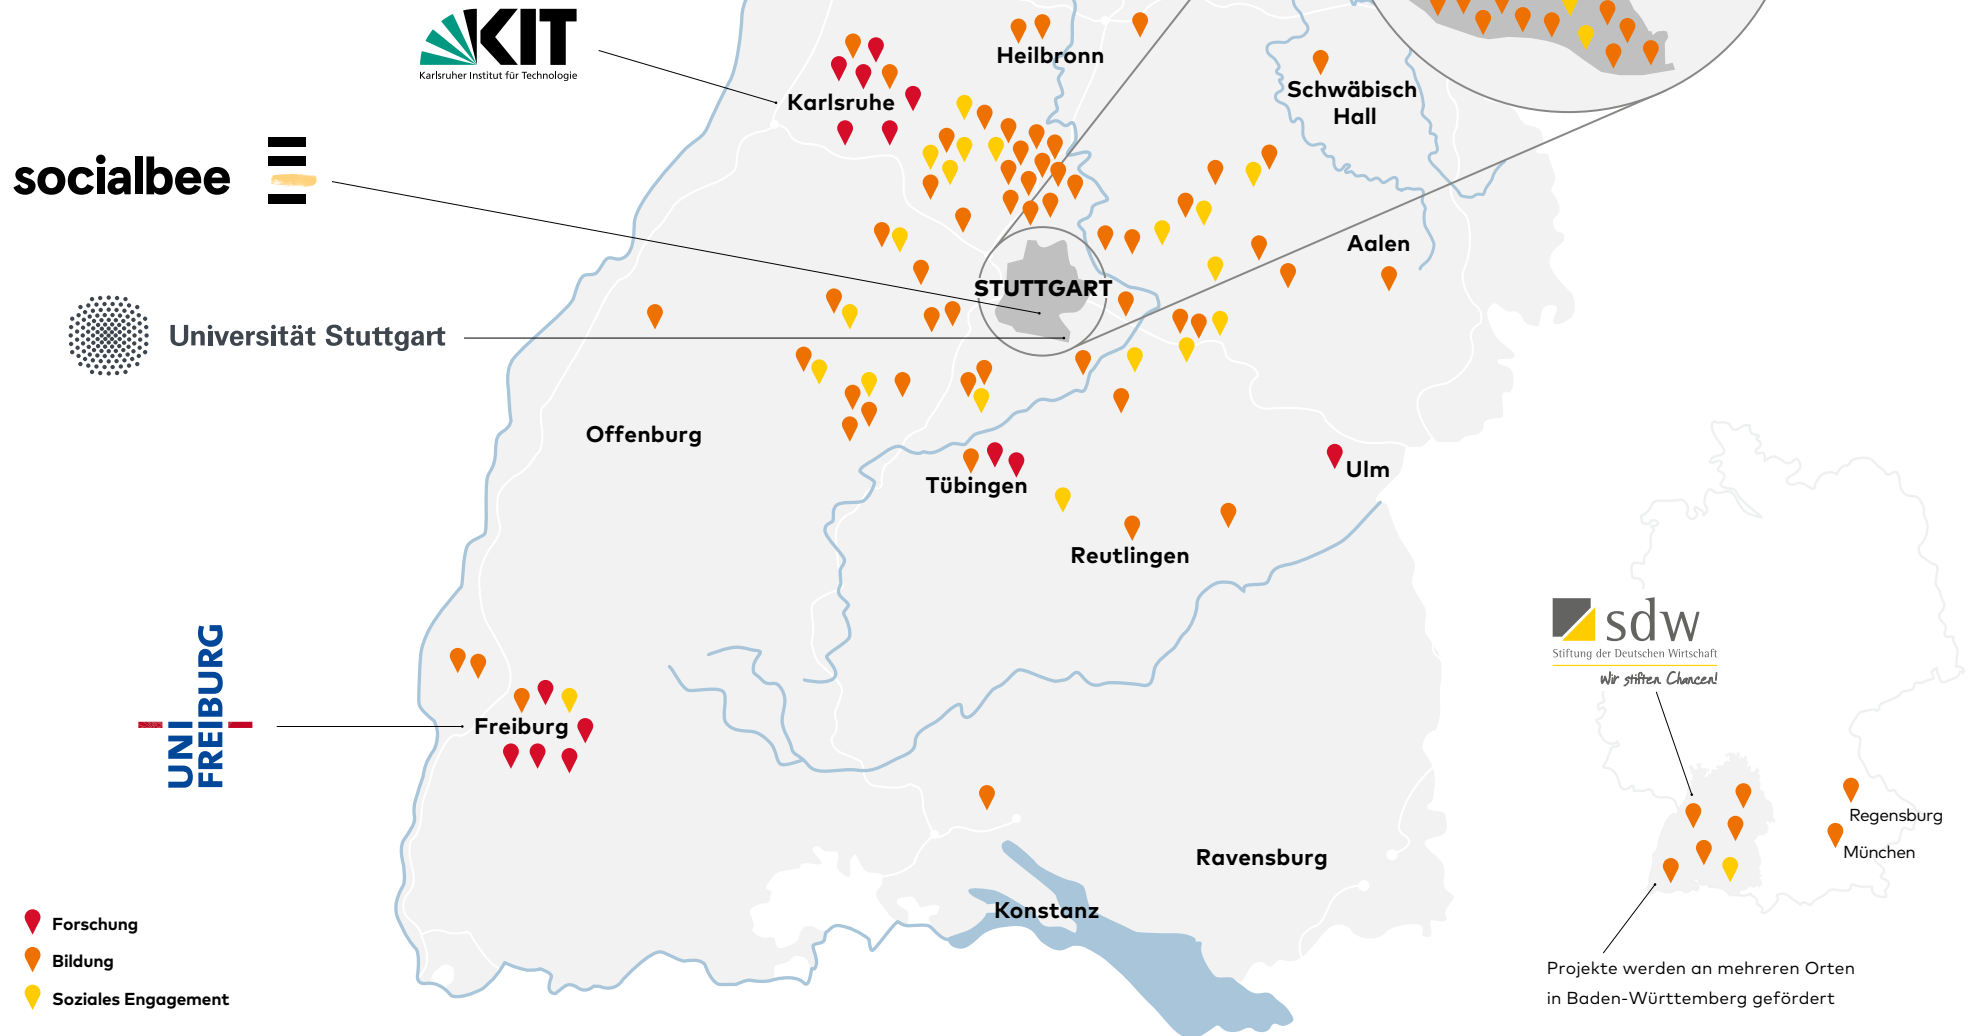 KIT
Karlsruher Institut für Technologie
Heilbronn
Karlsruhe
Schwäbisch
Hall
socialbee
Aalen
STUTTGART
Universität Stuttgart
Offenburg
Tübingen
Ulm
Reutlingen
sdw
Stiftung der Deutschen Wirtschaft
Wir stiften Chancen!
UNI
FREIBURG
Freiburg
Regensburg
München
Ravensburg
Konstanz
Forschung
Bildung
Soziales Engagement
Projekte werden an mehreren Orten
in Baden-Württemberg gefördert